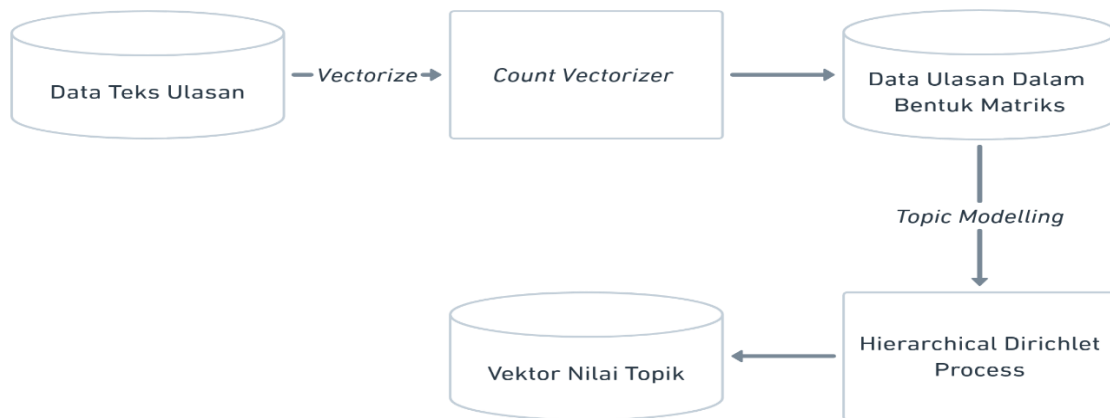 Data Teks Ulasan
Vectorize
Count Vectorizer
Data Ulasan Dalam
Bentuk Matriks
Topic Modelling
Hierarchical Dirichlet
Process
Vektor Nilai Topik